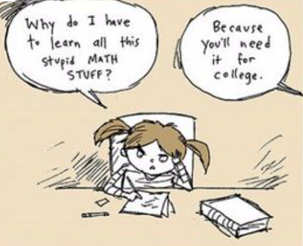 Why do I have
to learn all this
stupid MATH
STUFF?
Because
you'll need
it for
college.